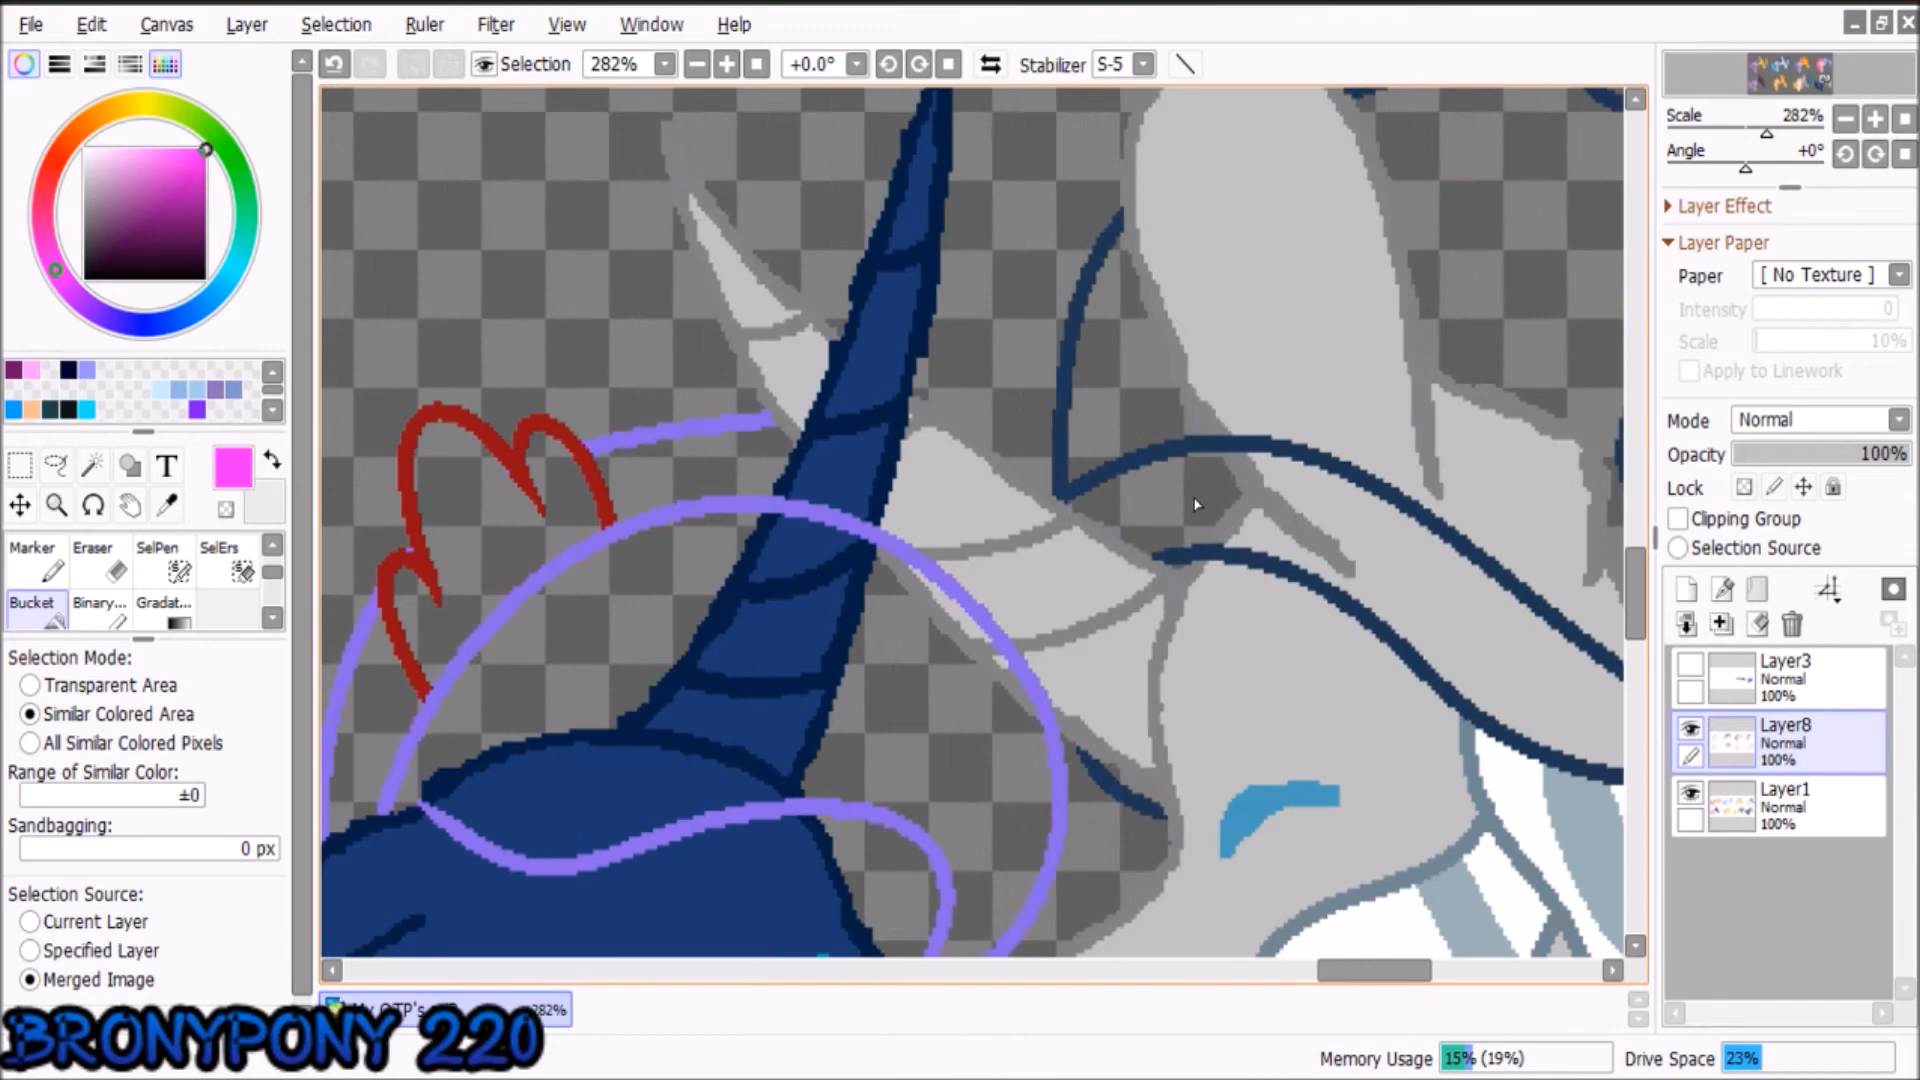 File Edit Canvas Layer Selection Ruler Filter View Window Help
Selection 282% +0.0° Stabilizer S-5
Scale 282%
Angle +0°
Layer Effect
Layer Paper
Paper [ No Texture ]
Intensity 0
Scale 10%
Apply to Linework
Mode Normal
Opacity 100%
Lock
Clipping Group
Selection Source
Layer3
Normal
100%
Layer8
Normal
100%
Layer1
Normal
100%
T
Marker Eraser SelPen SelErs
Bucket Binary... Gradat...
Selection Mode:
Transparent Area
Similar Colored Area
All Similar Colored Pixels
Range of Similar Color:
±0
Sandbagging:
0 px
Selection Source:
Current Layer
Specified Layer
Merged Image
My OTP's 282%
BRONYPONY 220
Memory Usage 15% (19%) Drive Space 23%